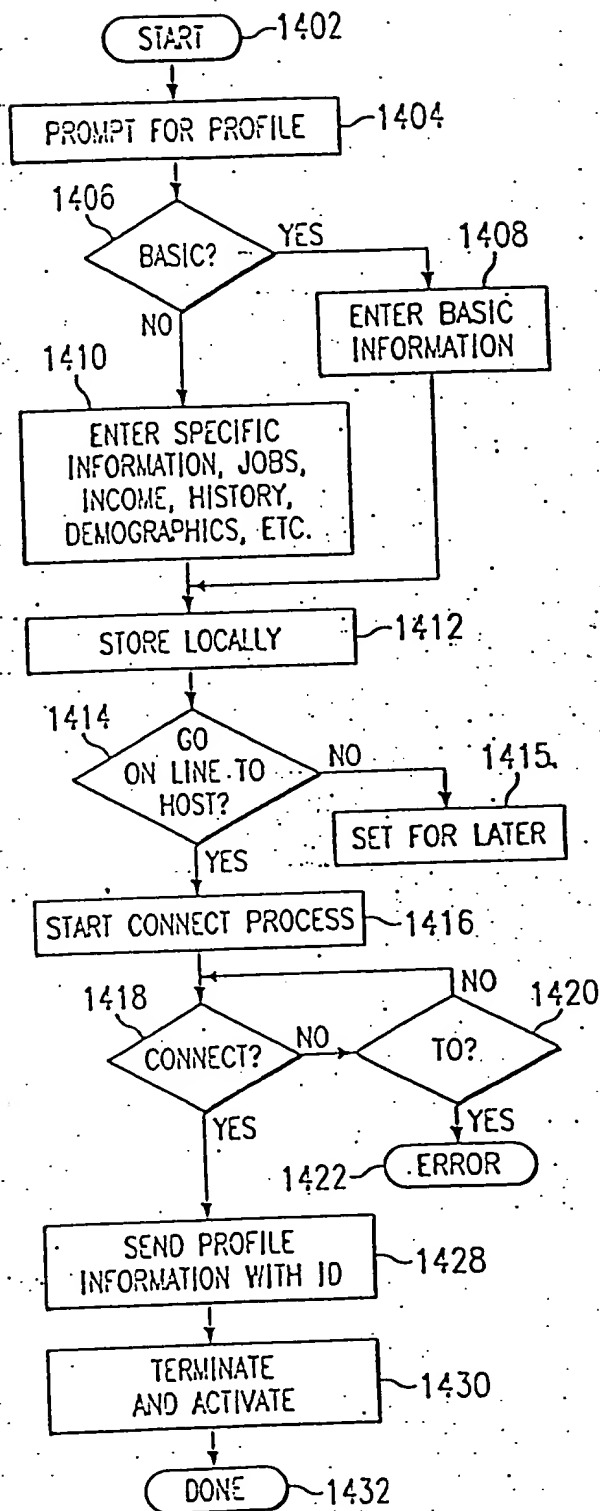 START
1402
PROMPT FOR PROFILE
1404
1406
BASIC?
YES
NO
1408
ENTER BASIC
INFORMATION
1410
ENTER SPECIFIC
INFORMATION, JOBS,
INCOME, HISTORY,
DEMOGRAPHICS, ETC.
STORE LOCALLY
1412
1414
GO
ON LINE TO
HOST?
NO
YES
1415
SET FOR LATER
START CONNECT PROCESS
1416
1418
CONNECT?
NO
YES
1420
TO?
NO
YES
1422
ERROR
SEND PROFILE
INFORMATION WITH ID
1428
TERMINATE
AND ACTIVATE
1430
DONE
1432